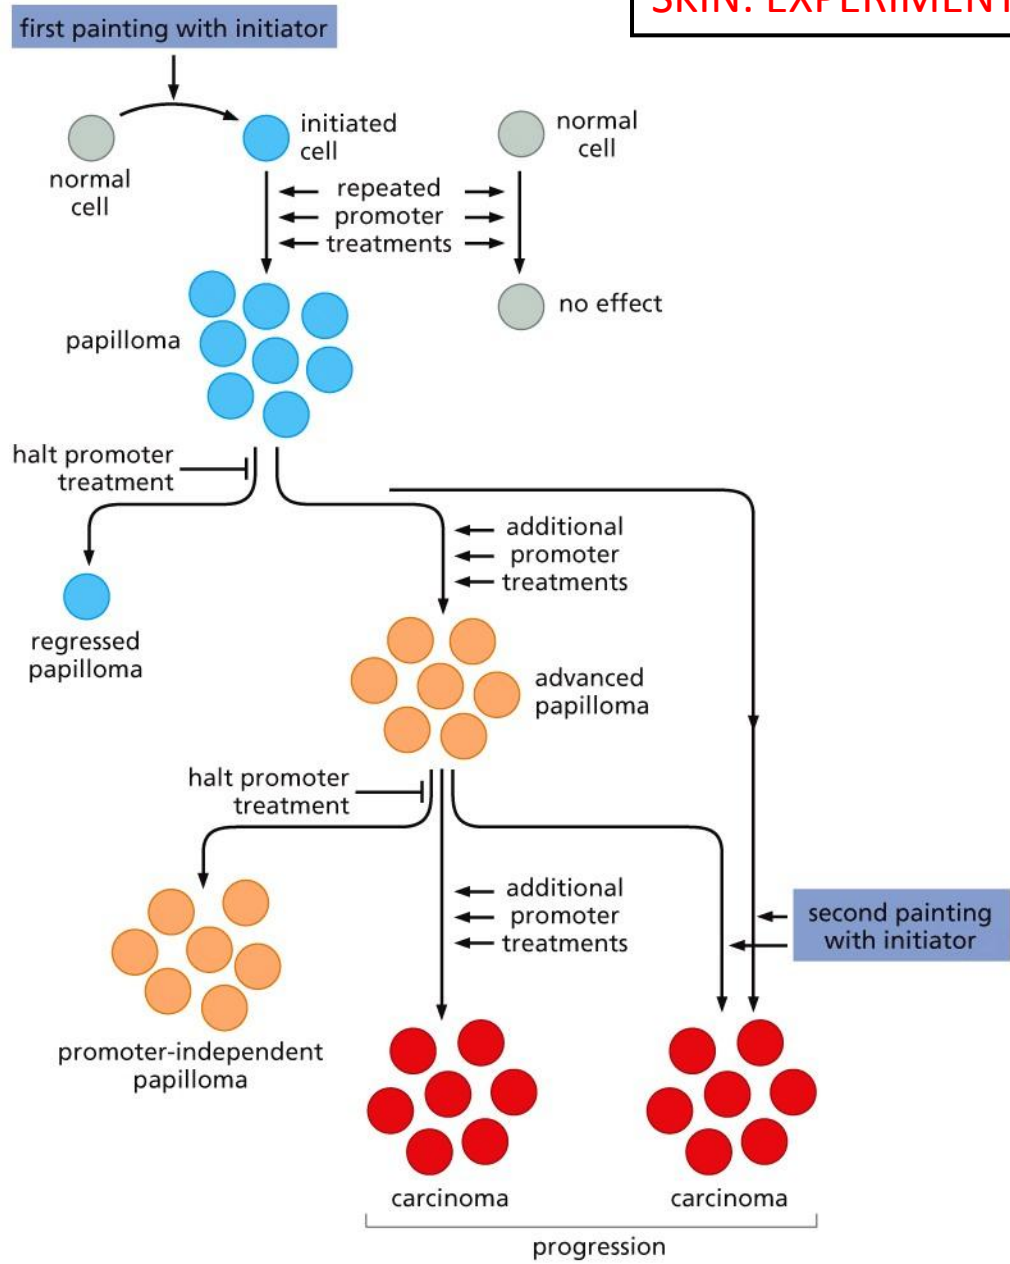 SKIN: EXPERIMENT
first painting with initiator
normal
cell
initiated
cell
normal
cell
repeated
promoter
treatments
no effect
papilloma
halt promoter
treatment
additional
promoter
treatments
regressed
papilloma
advanced
papilloma
halt promoter
treatment
additional
promoter
treatments
second painting
with initiator
promoter-independent
papilloma
carcinoma
carcinoma
progression